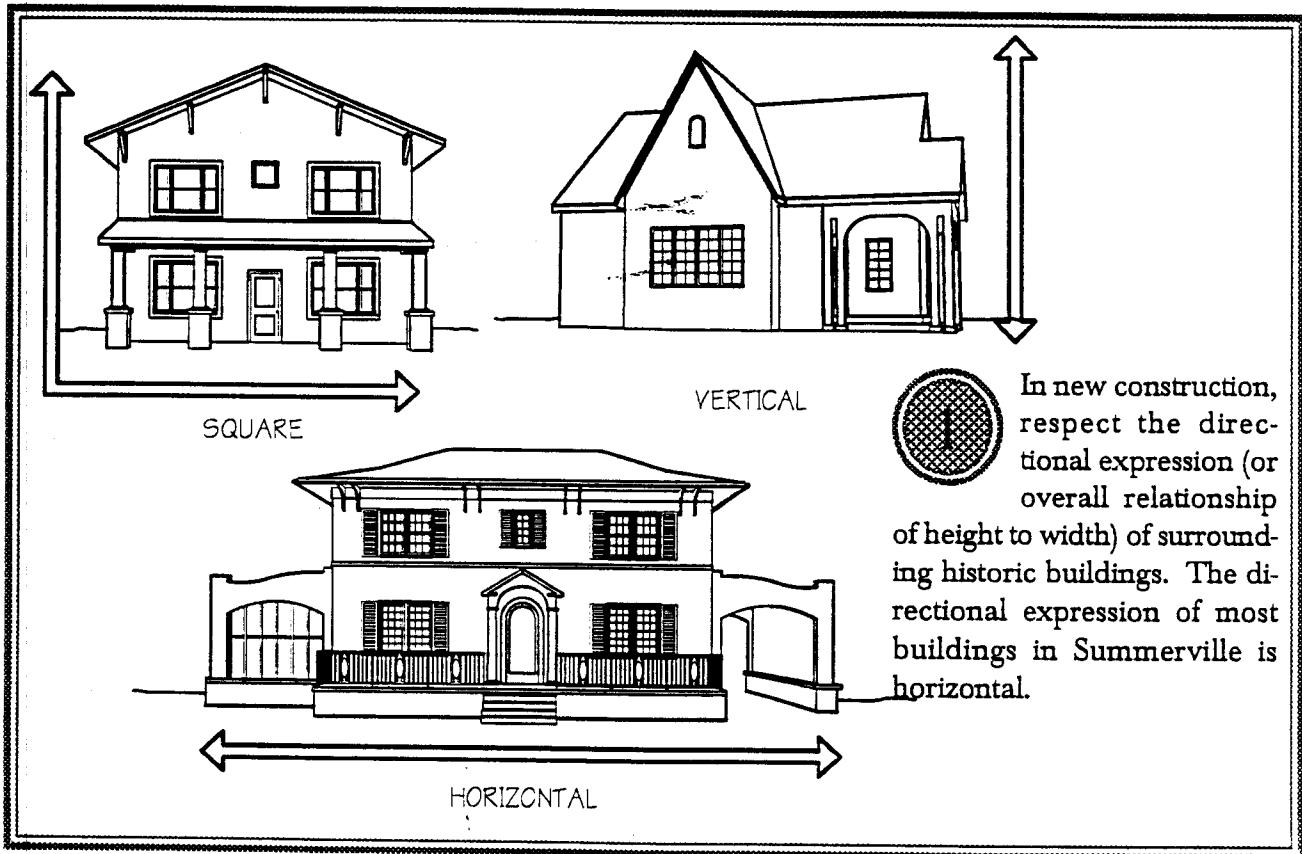 SQUARE
VERTICAL
1
In new construction,
respect the direc-
tional expression (or
overall relationship
of height to width) of surround-
ing historic buildings. The di-
rectional expression of most
buildings in Summerville is
horizontal.
HORIZONTAL